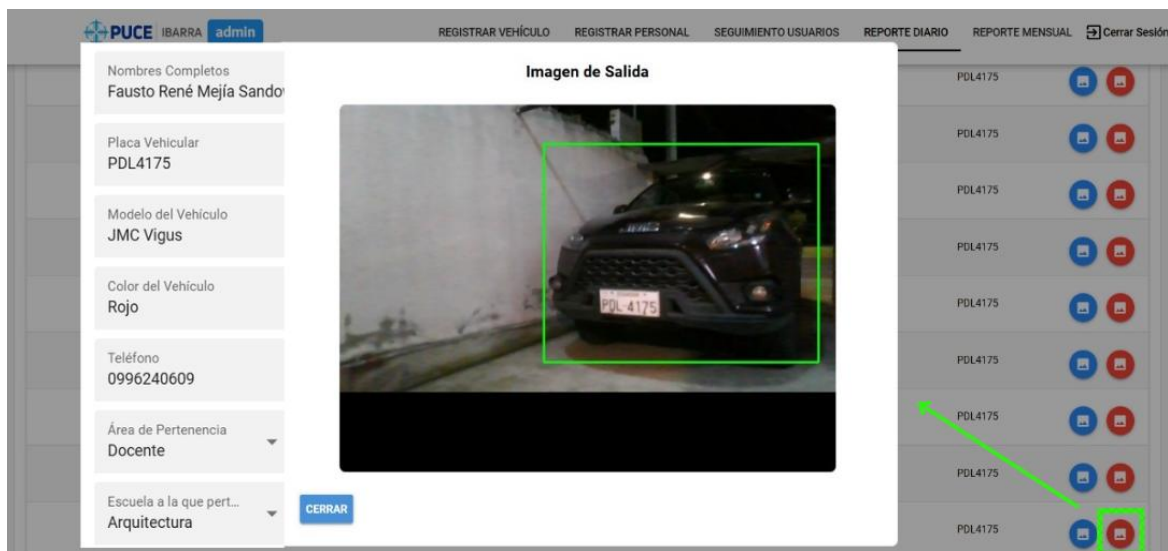 PUCE IBARRA admin REGISTRAR VEHÍCULO REGISTRAR PERSONAL SEGUIMIENTO USUARIOS REPORTE DIARIO REPORTE MENSUAL Cerrar Sesión
Nombres Completos
Fausto René Mejía Sando
Placa Vehicular
PDL4175
Modelo del Vehículo
JMC Vigus
Color del Vehículo
Rojo
Teléfono
0996240609
Área de Pertenencia
Docente
Escuela a la que pert...
Arquitectura
Imagen de Salida
JMC
PDL-4175
CERRAR
PDL4175
PDL4175
PDL4175
PDL4175
PDL4175
PDL4175
PDL4175
PDL4175
PDL4175